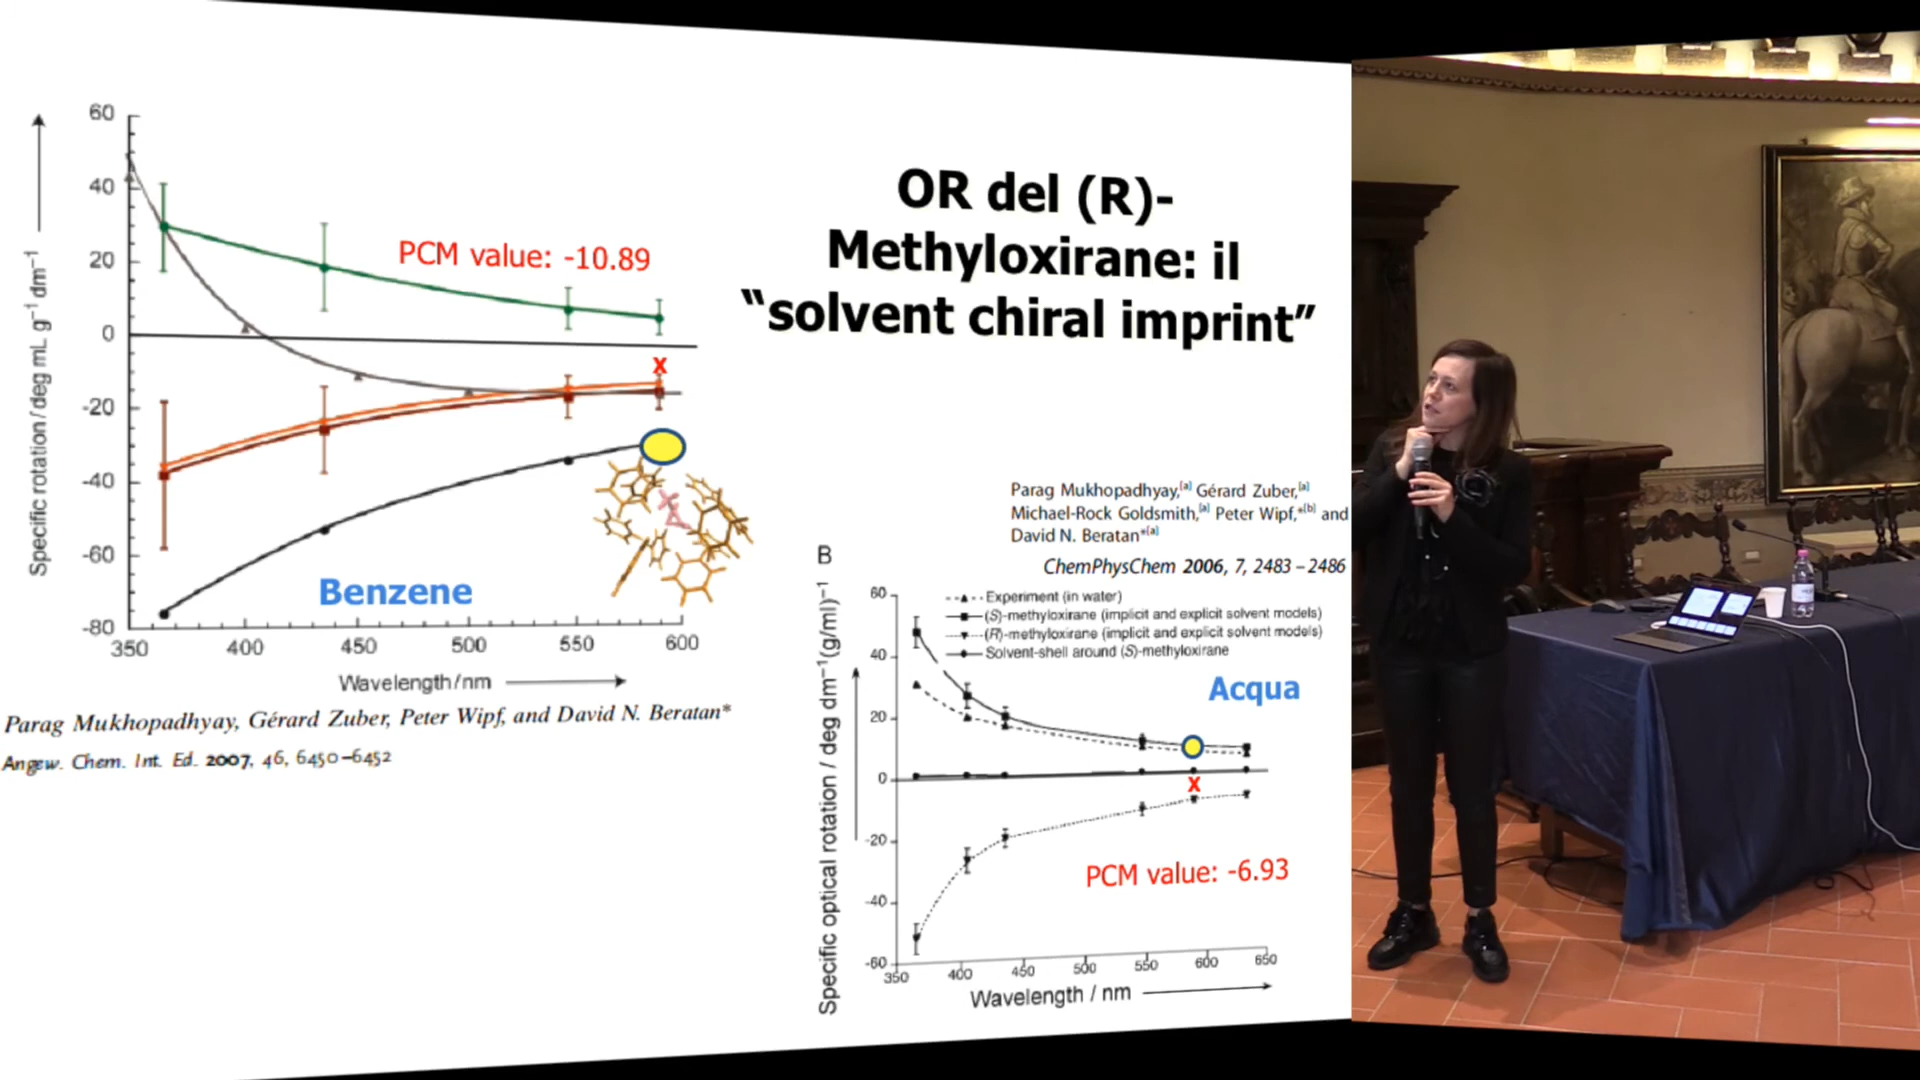 OR del (R)-
Methyloxirane: il
“solvent chiral imprint”
Specific rotation / deg mL g⁻¹ dm⁻¹
60
40
20
0
-20
-40
-60
-80
PCM value: -10.89
x
Benzene
350 400 450 500 550 600
Wavelength/nm
Parag Mukhopadhyay, Gérard Zuber, Peter Wipf, and David N. Beratan*
Angew. Chem. Int. Ed. 2007, 46, 6450–6452
Parag Mukhopadhyay,[a] Gérard Zuber,[a]
Michael-Rock Goldsmith,[a] Peter Wipf,*[b] and
David N. Beratan*[a]
ChemPhysChem 2006, 7, 2483 – 2486
B
Specific optical rotation / deg dm⁻¹(g/ml)⁻¹
60
40
20
0
-20
-40
-60
Experiment (in water)
(S)-methyloxirane (implicit and explicit solvent models)
(R)-methyloxirane (implicit and explicit solvent models)
Solvent-shell around (S)-methyloxirane
Acqua
x
PCM value: -6.93
350 400 450 500 550 600 650
Wavelength / nm